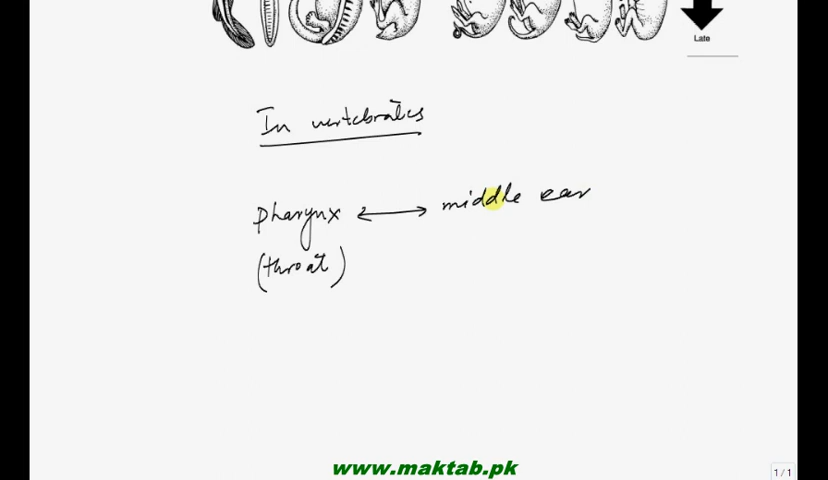 Late
In vertebrates
pharynx ⟷ middle ear
(throat)
www.maktab.pk
1/1